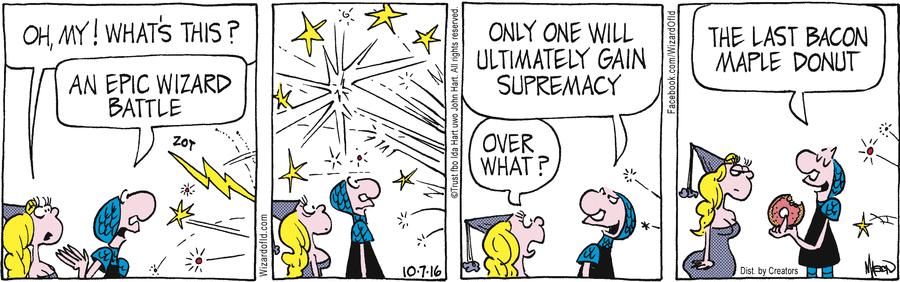 OH, MY! WHAT'S THIS?
AN EPIC WIZARD
BATTLE
ZOT
WizardofId.com
10·7·16
©Trust fbo Ida Hart uwo John Hart. All rights reserved.
ONLY ONE WILL
ULTIMATELY GAIN
SUPREMACY
OVER
WHAT?
Facebook.com/WizardOfId
THE LAST BACON
MAPLE DONUT
Dist. by Creators